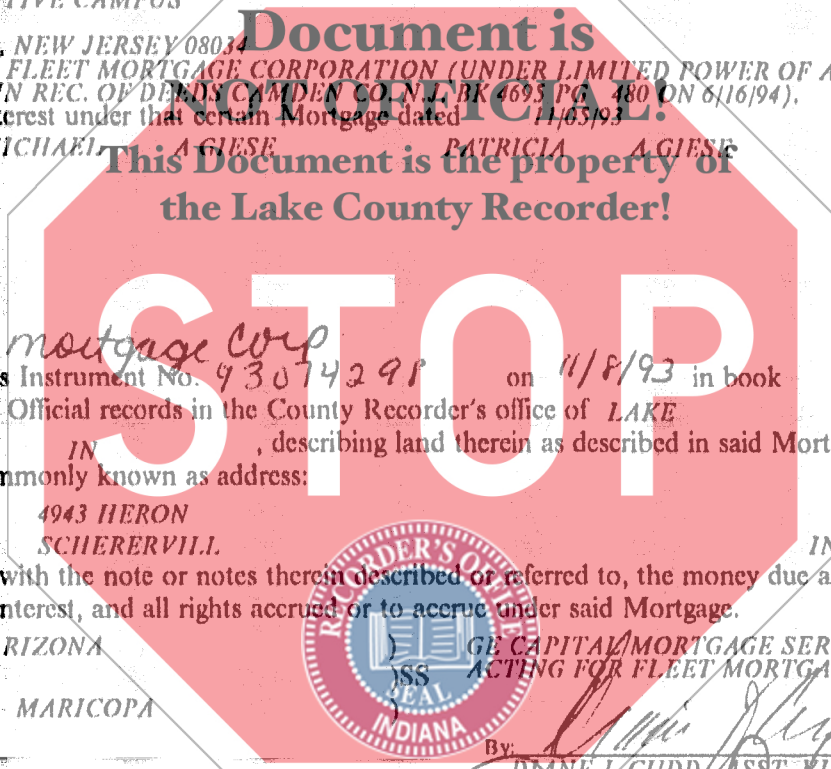 TIVE CAMPUS
Document is
NEW JERSEY 08034
FLEET MORTGAGE CORPORATION (UNDER LIMITED POWER OF A
NOT OFFICIAL!
N REC. OF DEEDS CAMDEN CO. N.J. BK 4695 PG. 480 ON 6/16/94).
erest under that certain Mortgage dated 11/05/93
ICHAEL A GIESE PATRICIA A GIESE
This Document is the property of
the Lake County Recorder!
STOP
mortgage Corp
s Instrument No. 93074298 on 11/8/93 in book
Official records in the County Recorder's office of LAKE
IN , describing land therein as described in said Mort
mmonly known as address:
4943 HERON
SCHERERVILL IN
with the note or notes therein described or referred to, the money due a
nterest, and all rights accrued or to accrue under said Mortgage.
RECORDER'S OFFICE
SEAL
INDIANA
RIZONA ) GE CAPITAL MORTGAGE SER
)SS ACTING FOR FLEET MORTGA
MARICOPA )
By: